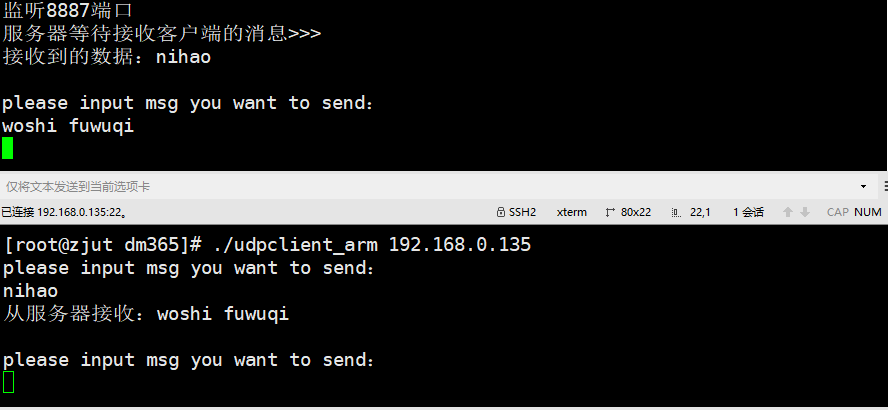 监听8887端口
服务器等待接收客户端的消息>>>
接收到的数据：nihao
please input msg you want to send：
woshi fuwuqi
仅将文本发送到当前选项卡
已连接 192.168.0.135:22。 SSH2 xterm 80x22 22,1 1 会话 CAP NUM
[root@zjut dm365]# ./udpclient_arm 192.168.0.135
please input msg you want to send：
nihao
从服务器接收：woshi fuwuqi
please input msg you want to send：